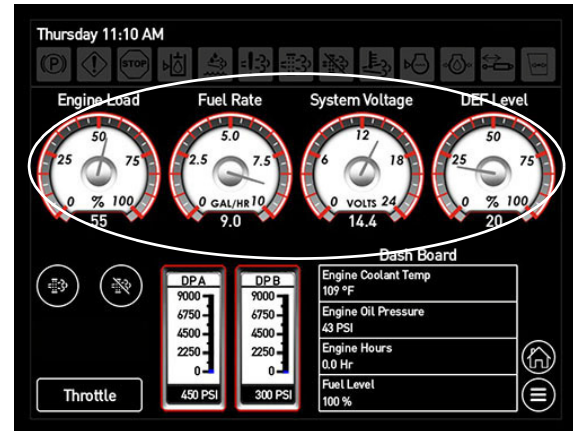 Thursday 11:10 AM
(P) STOP
Engine Load Fuel Rate System Voltage DEF Level
50 5.0 12 50
25 75 2.5 7.5 6 18 25 75
0 % 100 0 GAL/HR 10 0 VOLTS 24 0 % 100
55 9.0 14.4 20
Dash Board
DP A DP B
9000 9000
6750 6750
4500 4500
2250 2250
0 0
450 PSI 300 PSI
Engine Coolant Temp
109 °F
Engine Oil Pressure
43 PSI
Engine Hours
0.0 Hr
Fuel Level
100 %
Throttle